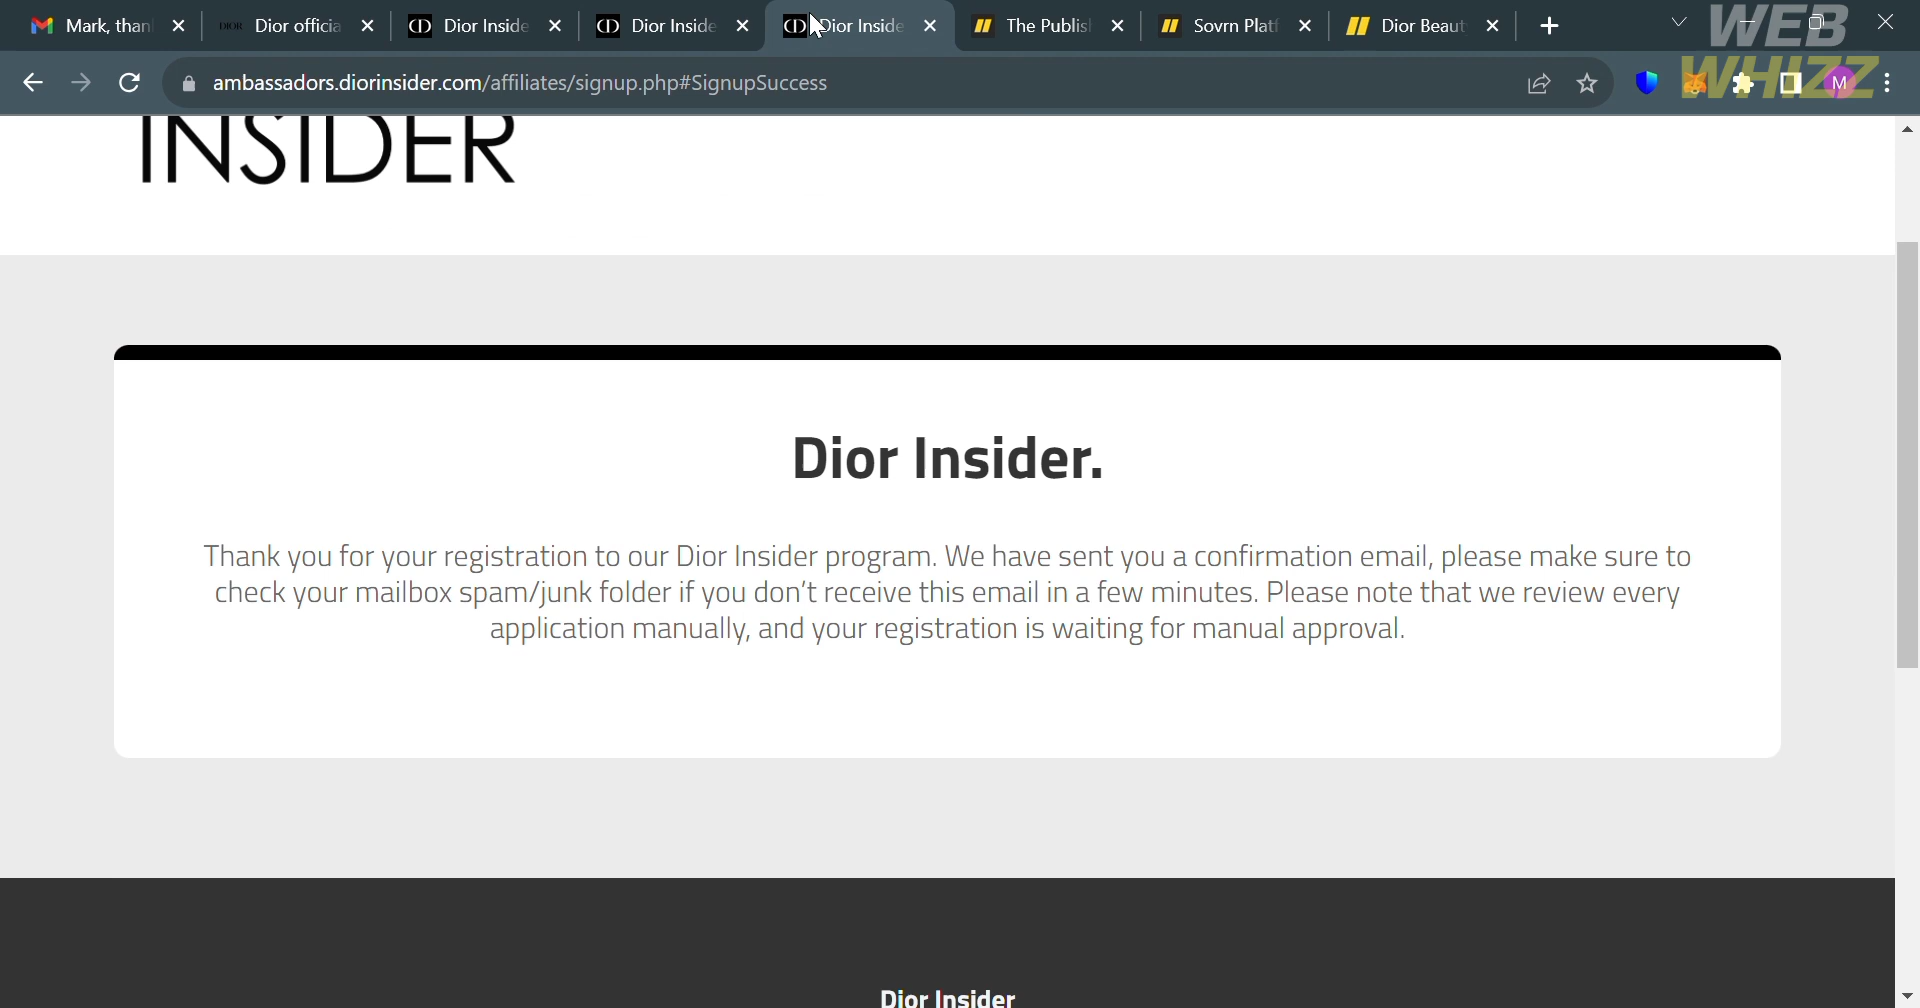 Mark, than
Dior officia
Dior Inside
Dior Inside
Dior Inside
The Publis
Sovrn Platf
Dior Beaut
WEB
WHIZZ
ambassadors.diorinsider.com/affiliates/signup.php#SignupSuccess
M
INSIDER
Dior Insider.
Thank you for your registration to our Dior Insider program. We have sent you a confirmation email, please make sure to
check your mailbox spam/junk folder if you don't receive this email in a few minutes. Please note that we review every
application manually, and your registration is waiting for manual approval.
Dior Insider